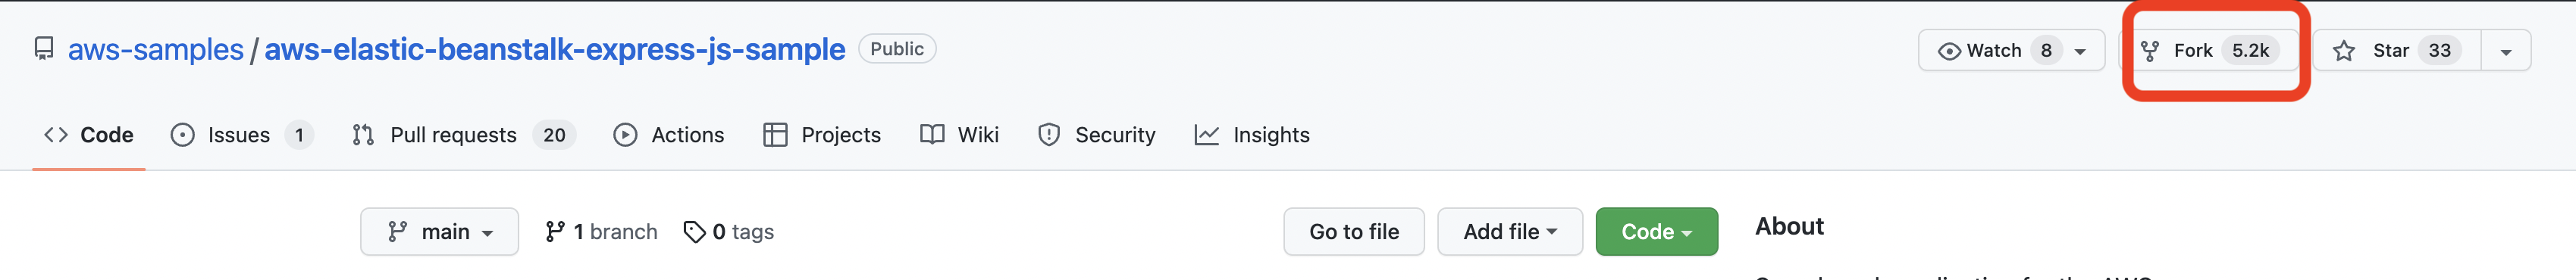 aws-samples / aws-elastic-beanstalk-express-js-sample Public Watch 8 Fork 5.2k Star 33
Code Issues 1 Pull requests 20 Actions Projects Wiki Security Insights
main 1 branch 0 tags Go to file Add file Code About